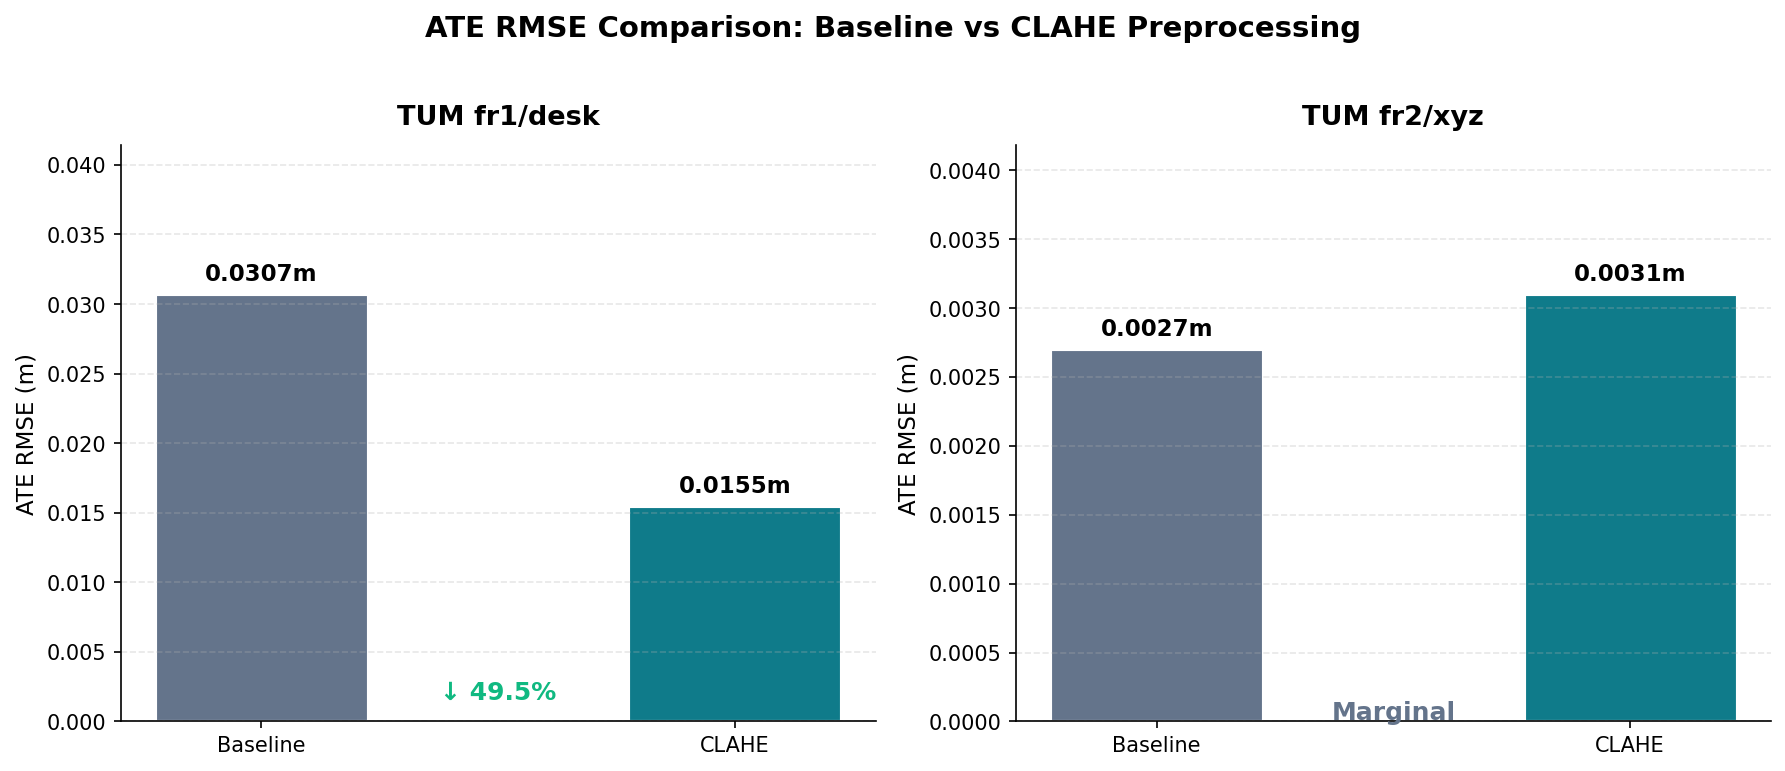 ATE RMSE Comparison: Baseline vs CLAHE Preprocessing
TUM fr1/desk
ATE RMSE (m)
0.040
0.035
0.030
0.025
0.020
0.015
0.010
0.005
0.000
0.0307m
0.0155m
↓ 49.5%
Baseline
CLAHE
TUM fr2/xyz
ATE RMSE (m)
0.0040
0.0035
0.0030
0.0025
0.0020
0.0015
0.0010
0.0005
0.0000
0.0027m
0.0031m
Marginal
Baseline
CLAHE